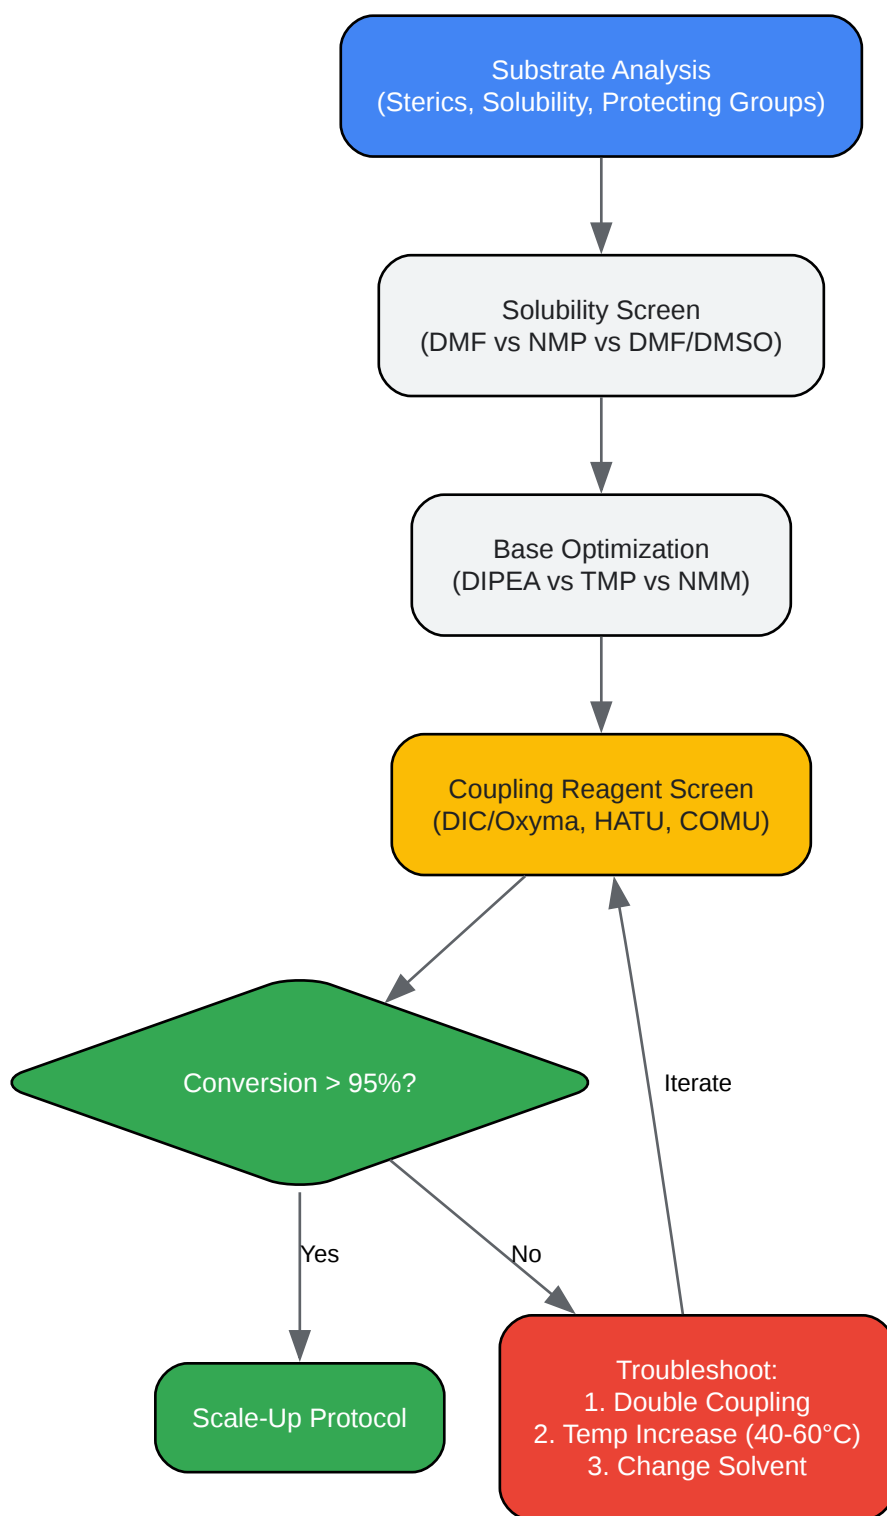 Substrate Analysis
(Sterics, Solubility, Protecting Groups)
Solubility Screen
(DMF vs NMP vs DMF/DMSO)
Base Optimization
(DIPEA vs TMP vs NMM)
Coupling Reagent Screen
(DIC/Oxyma, HATU, COMU)
Conversion > 95%?
Iterate
Yes
No
Scale-Up Protocol
Troubleshoot:
1. Double Coupling
2. Temp Increase (40-60°C)
3. Change Solvent